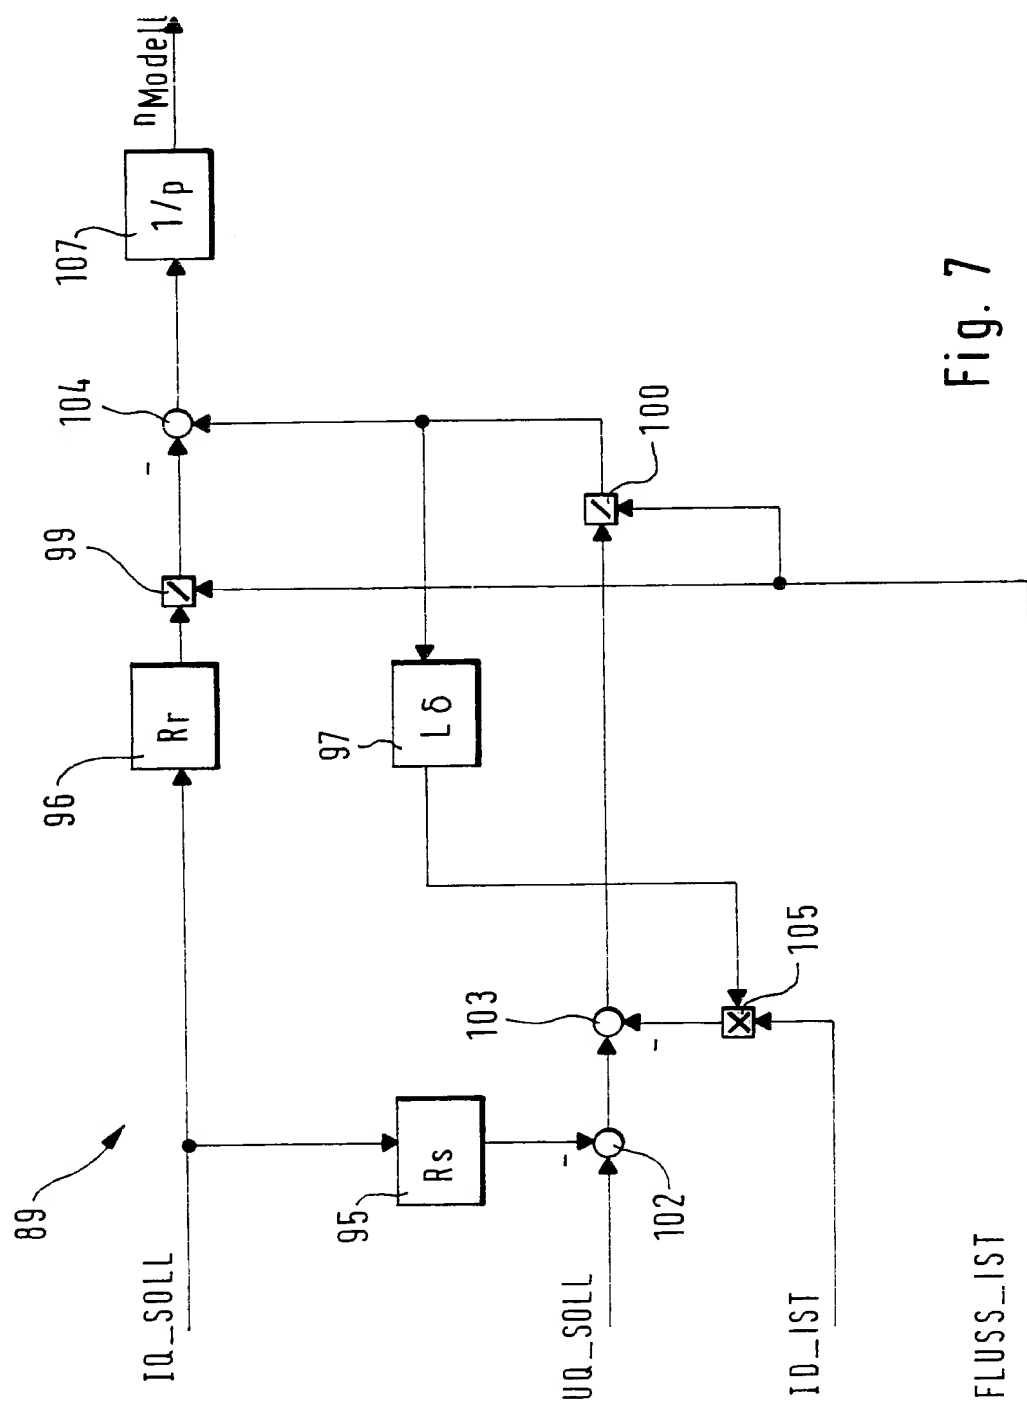 89
IQ_SOLL
96
Rr
99
-
104
107
1/p
nModell
95
Rs
97
Lδ
UQ_SOLL
-
102
103
-
100
ID_IST
105
FLUSS_IST
Fig. 7